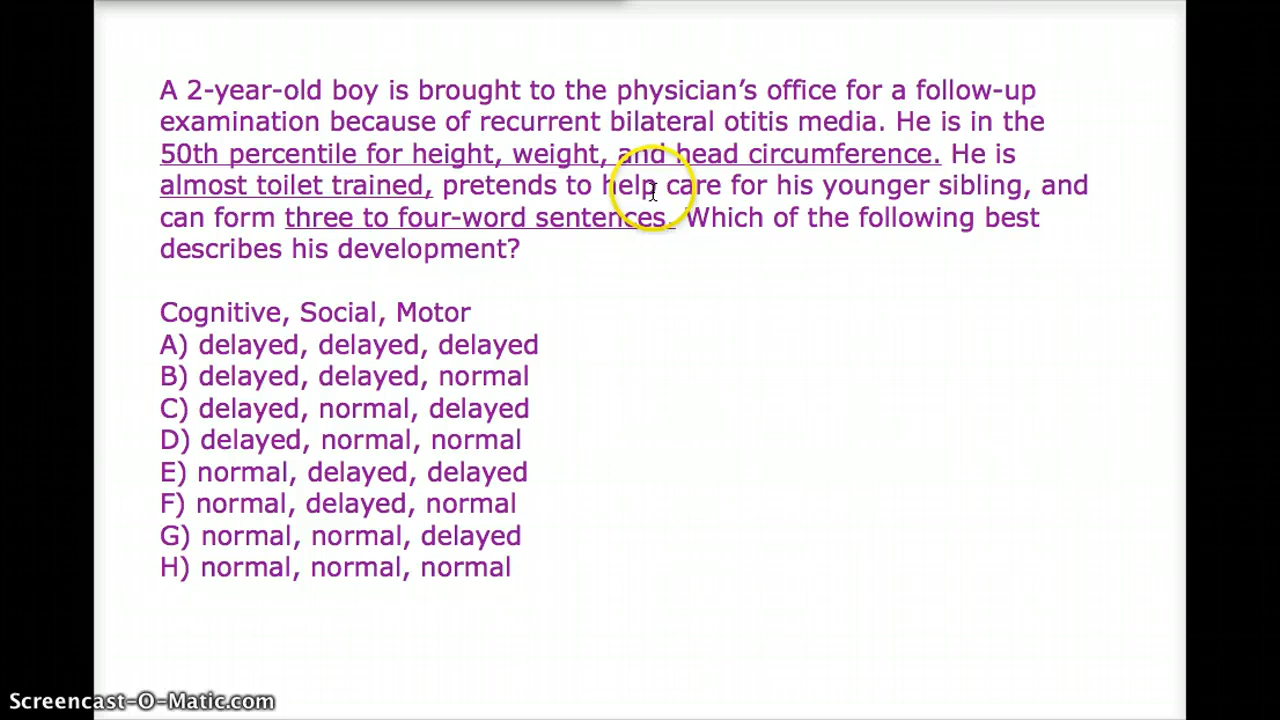 A 2-year-old boy is brought to the physician’s office for a follow-up
examination because of recurrent bilateral otitis media. He is in the
50th percentile for height, weight, and head circumference. He is
almost toilet trained, pretends to help care for his younger sibling, and
can form three to four-word sentences. Which of the following best
describes his development?
Cognitive, Social, Motor
A) delayed, delayed, delayed
B) delayed, delayed, normal
C) delayed, normal, delayed
D) delayed, normal, normal
E) normal, delayed, delayed
F) normal, delayed, normal
G) normal, normal, delayed
H) normal, normal, normal
Screencast-O-Matic.com